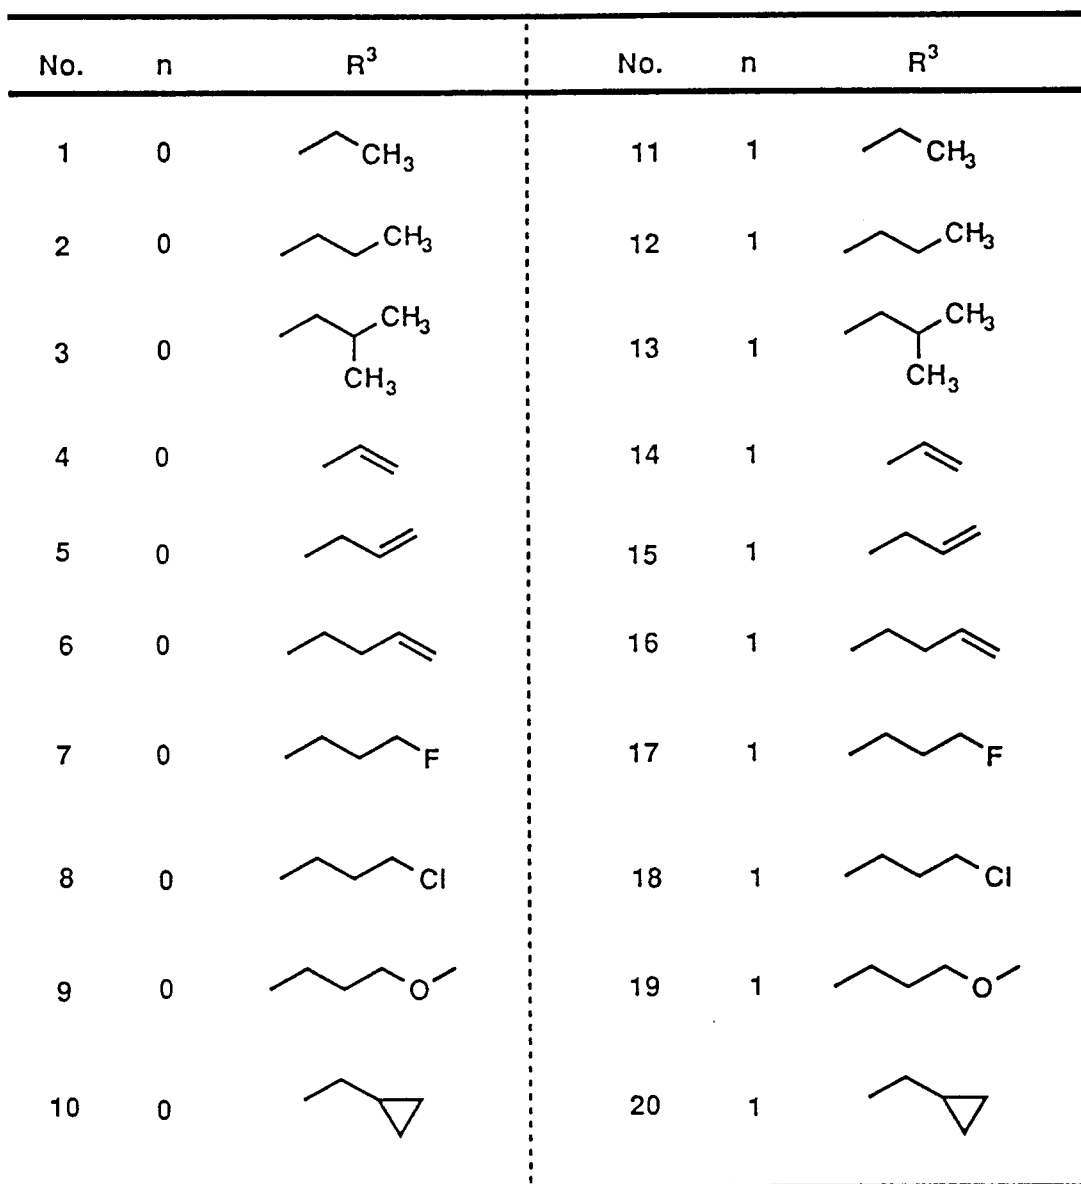 No. n R³ No. n R³
1 0 CH₃ 11 1 CH₃
2 0 CH₃ 12 1 CH₃
3 0 CH₃ CH₃ 13 1 CH₃ CH₃
4 0 14 1
5 0 15 1
6 0 16 1
7 0 F 17 1 F
8 0 Cl 18 1 Cl
9 0 O 19 1 O
10 0 20 1